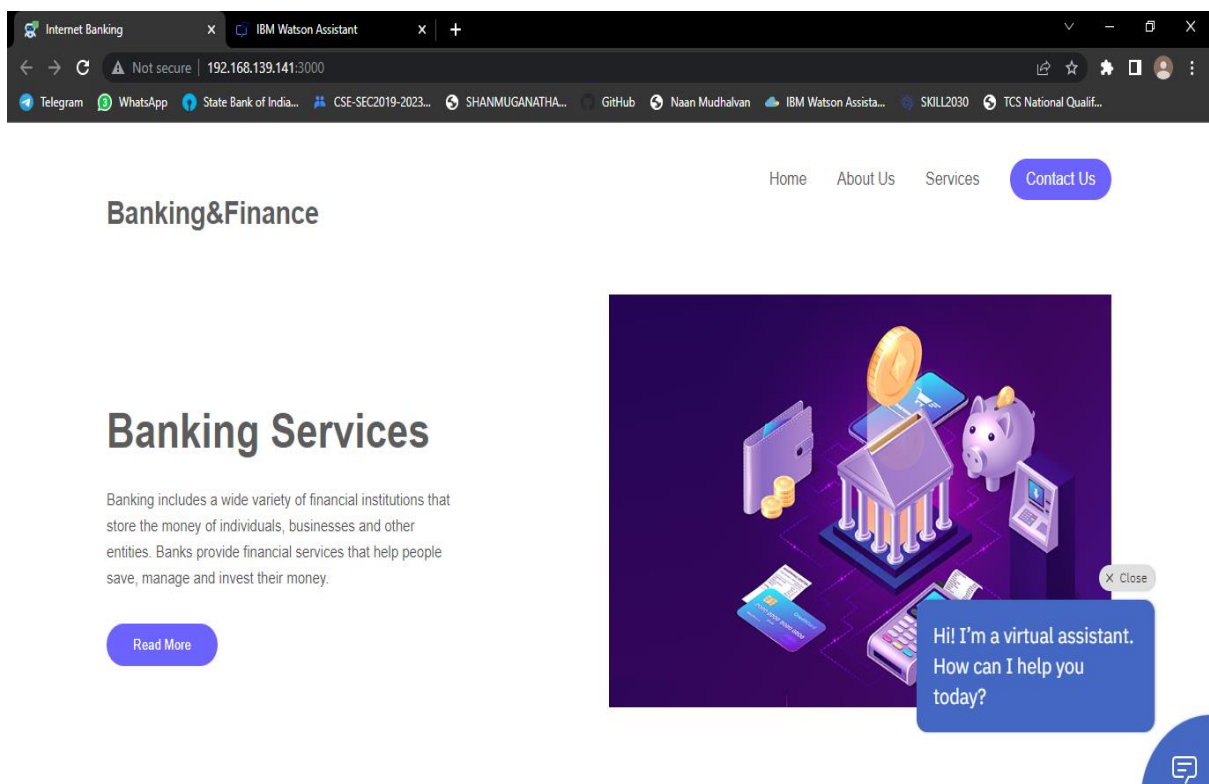 Internet Banking
IBM Watson Assistant
Not secure | 192.168.139.141:3000
Telegram
WhatsApp
State Bank of India...
CSE-SEC2019-2023...
SHANMUGANATHA...
GitHub
Naan Mudhalvan
IBM Watson Assista...
SKILL2030
TCS National Qualif...
Home
About Us
Services
Contact Us
Banking&Finance
Banking Services
Banking includes a wide variety of financial institutions that
store the money of individuals, businesses and other
entities. Banks provide financial services that help people
save, manage and invest their money.
Read More
X Close
Hi! I'm a virtual assistant.
How can I help you
today?